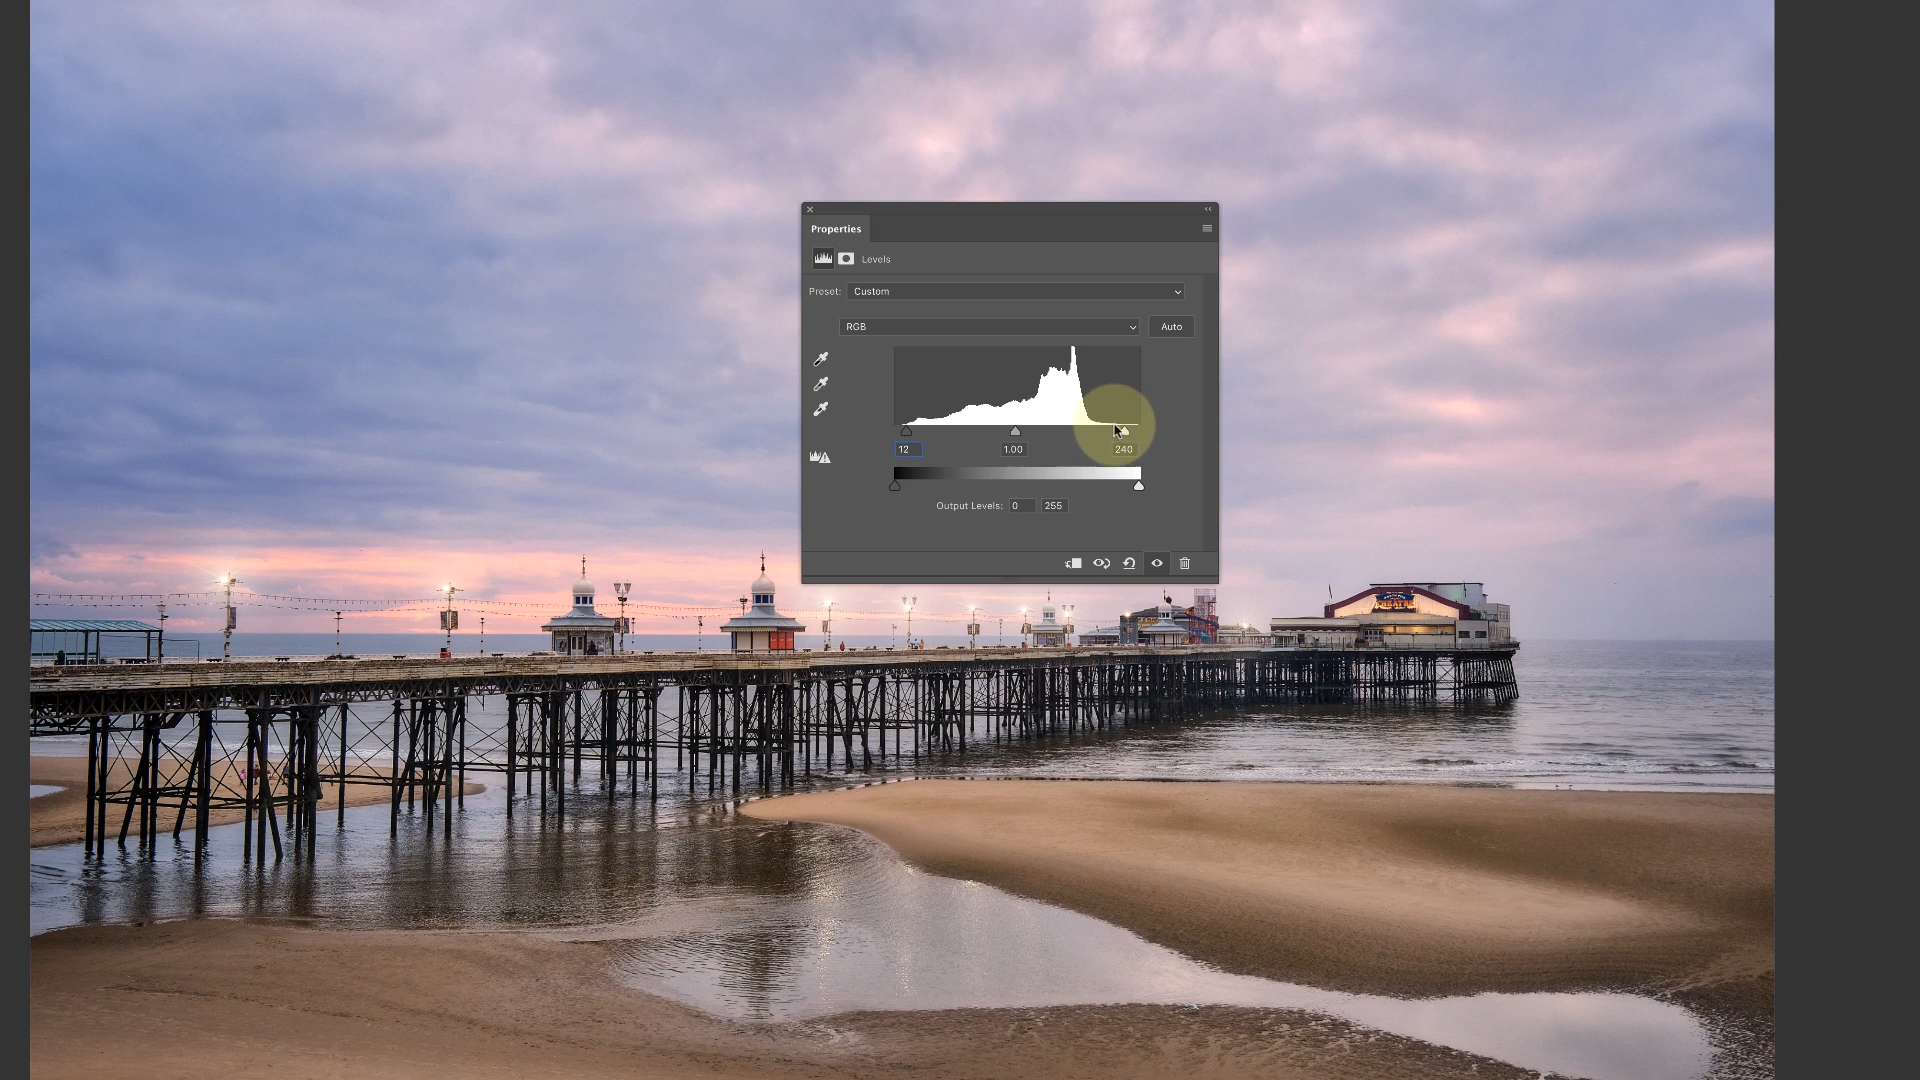 Properties
Levels
Preset: Custom
RGB
Auto
12
1.00
240
Output Levels: 0 255